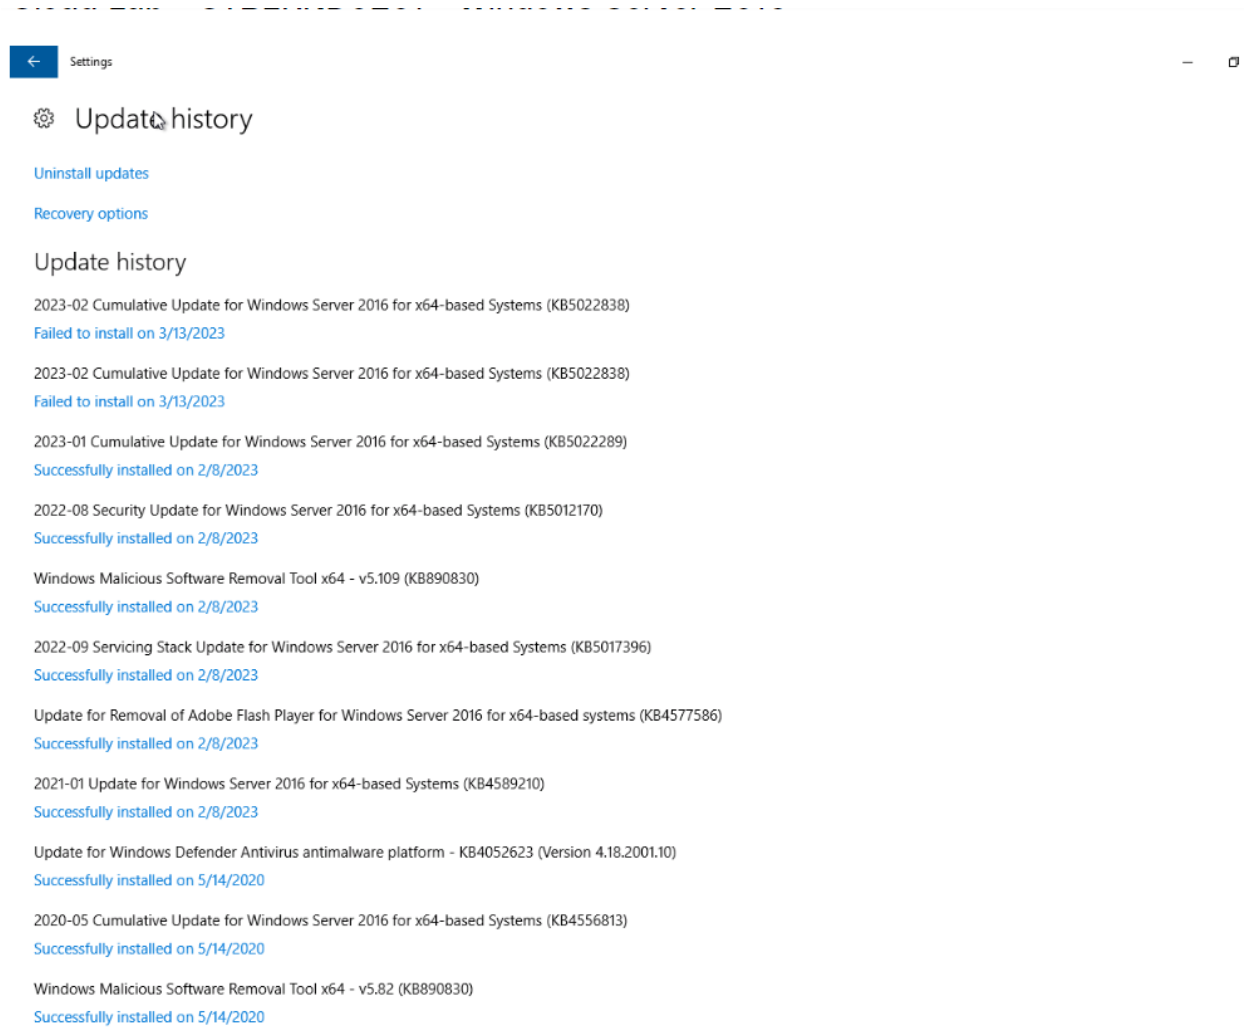 Settings
Update history
Uninstall updates
Recovery options
Update history
2023-02 Cumulative Update for Windows Server 2016 for x64-based Systems (KB5022838)
Failed to install on 3/13/2023
2023-02 Cumulative Update for Windows Server 2016 for x64-based Systems (KB5022838)
Failed to install on 3/13/2023
2023-01 Cumulative Update for Windows Server 2016 for x64-based Systems (KB5022289)
Successfully installed on 2/8/2023
2022-08 Security Update for Windows Server 2016 for x64-based Systems (KB5012170)
Successfully installed on 2/8/2023
Windows Malicious Software Removal Tool x64 - v5.109 (KB890830)
Successfully installed on 2/8/2023
2022-09 Servicing Stack Update for Windows Server 2016 for x64-based Systems (KB5017396)
Successfully installed on 2/8/2023
Update for Removal of Adobe Flash Player for Windows Server 2016 for x64-based systems (KB4577586)
Successfully installed on 2/8/2023
2021-01 Update for Windows Server 2016 for x64-based Systems (KB4589210)
Successfully installed on 2/8/2023
Update for Windows Defender Antivirus antimalware platform - KB4052623 (Version 4.18.2001.10)
Successfully installed on 5/14/2020
2020-05 Cumulative Update for Windows Server 2016 for x64-based Systems (KB4556813)
Successfully installed on 5/14/2020
Windows Malicious Software Removal Tool x64 - v5.82 (KB890830)
Successfully installed on 5/14/2020